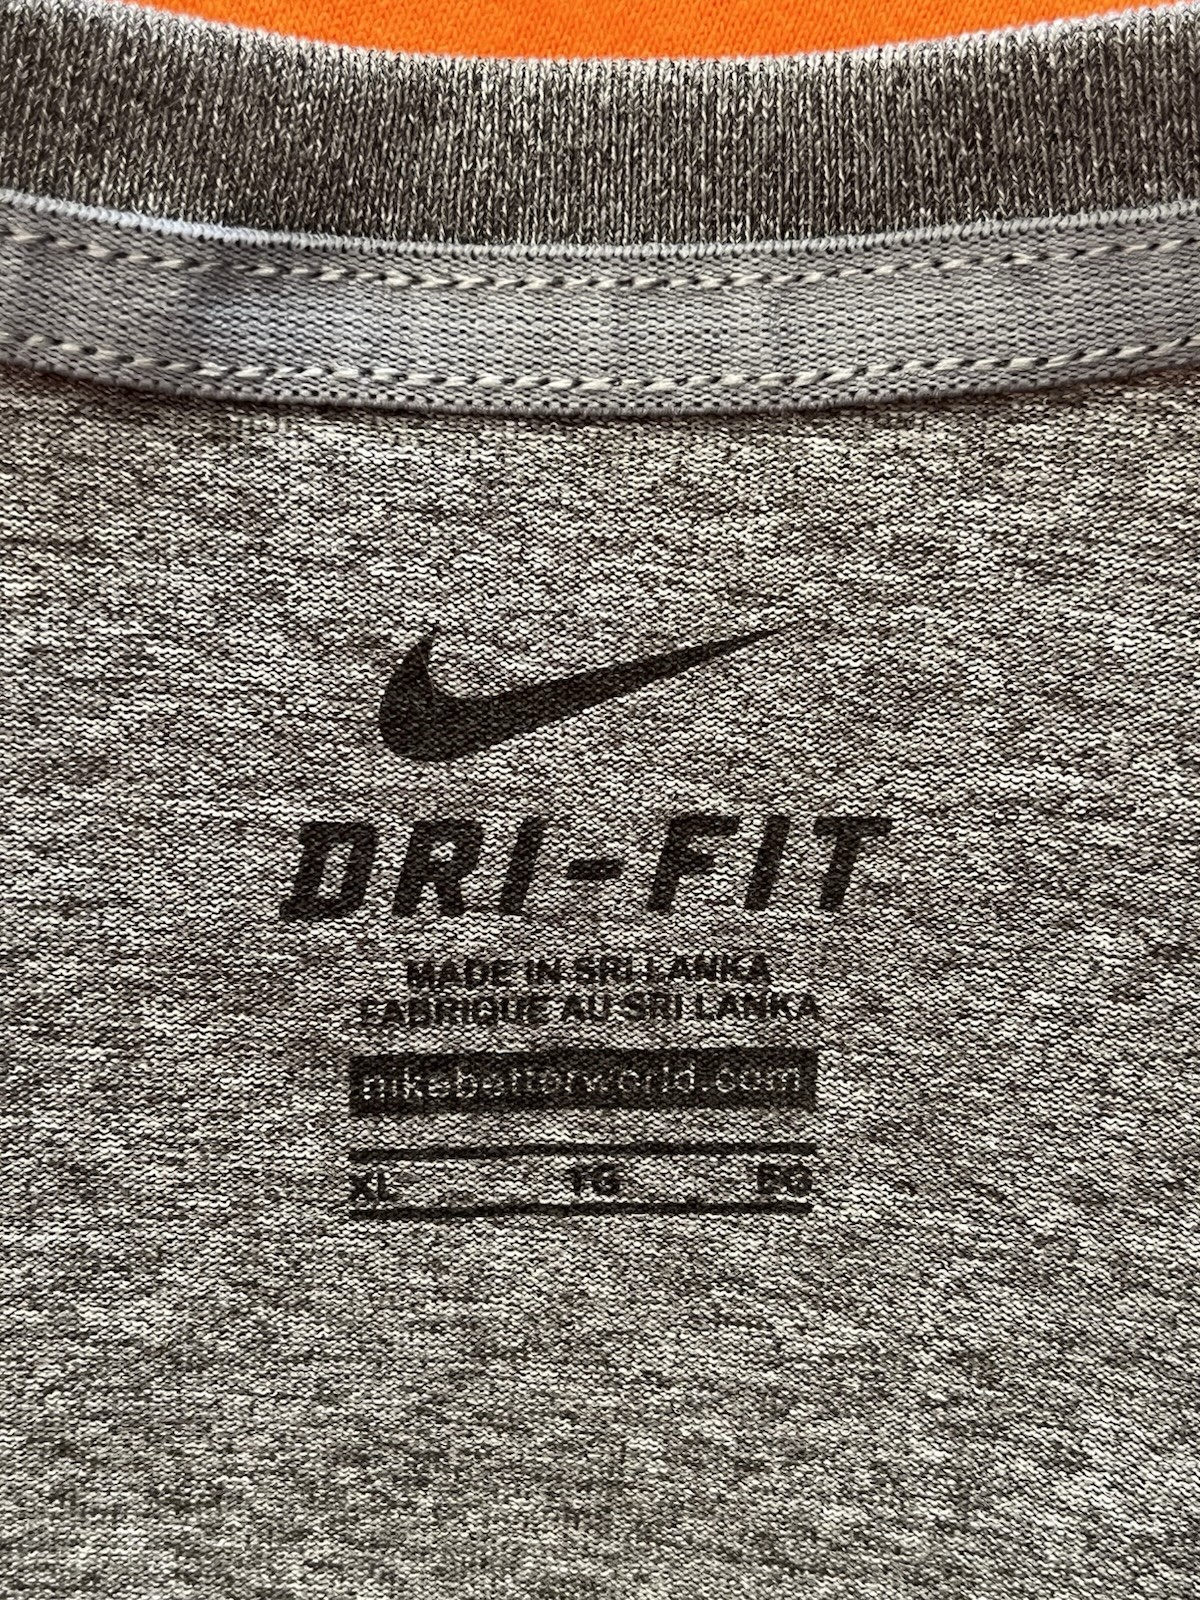 DRI-FIT
MADE IN SRI LANKA
FABRIQUE AU SRI LANKA
nikebetterworld.com
XL TG EG